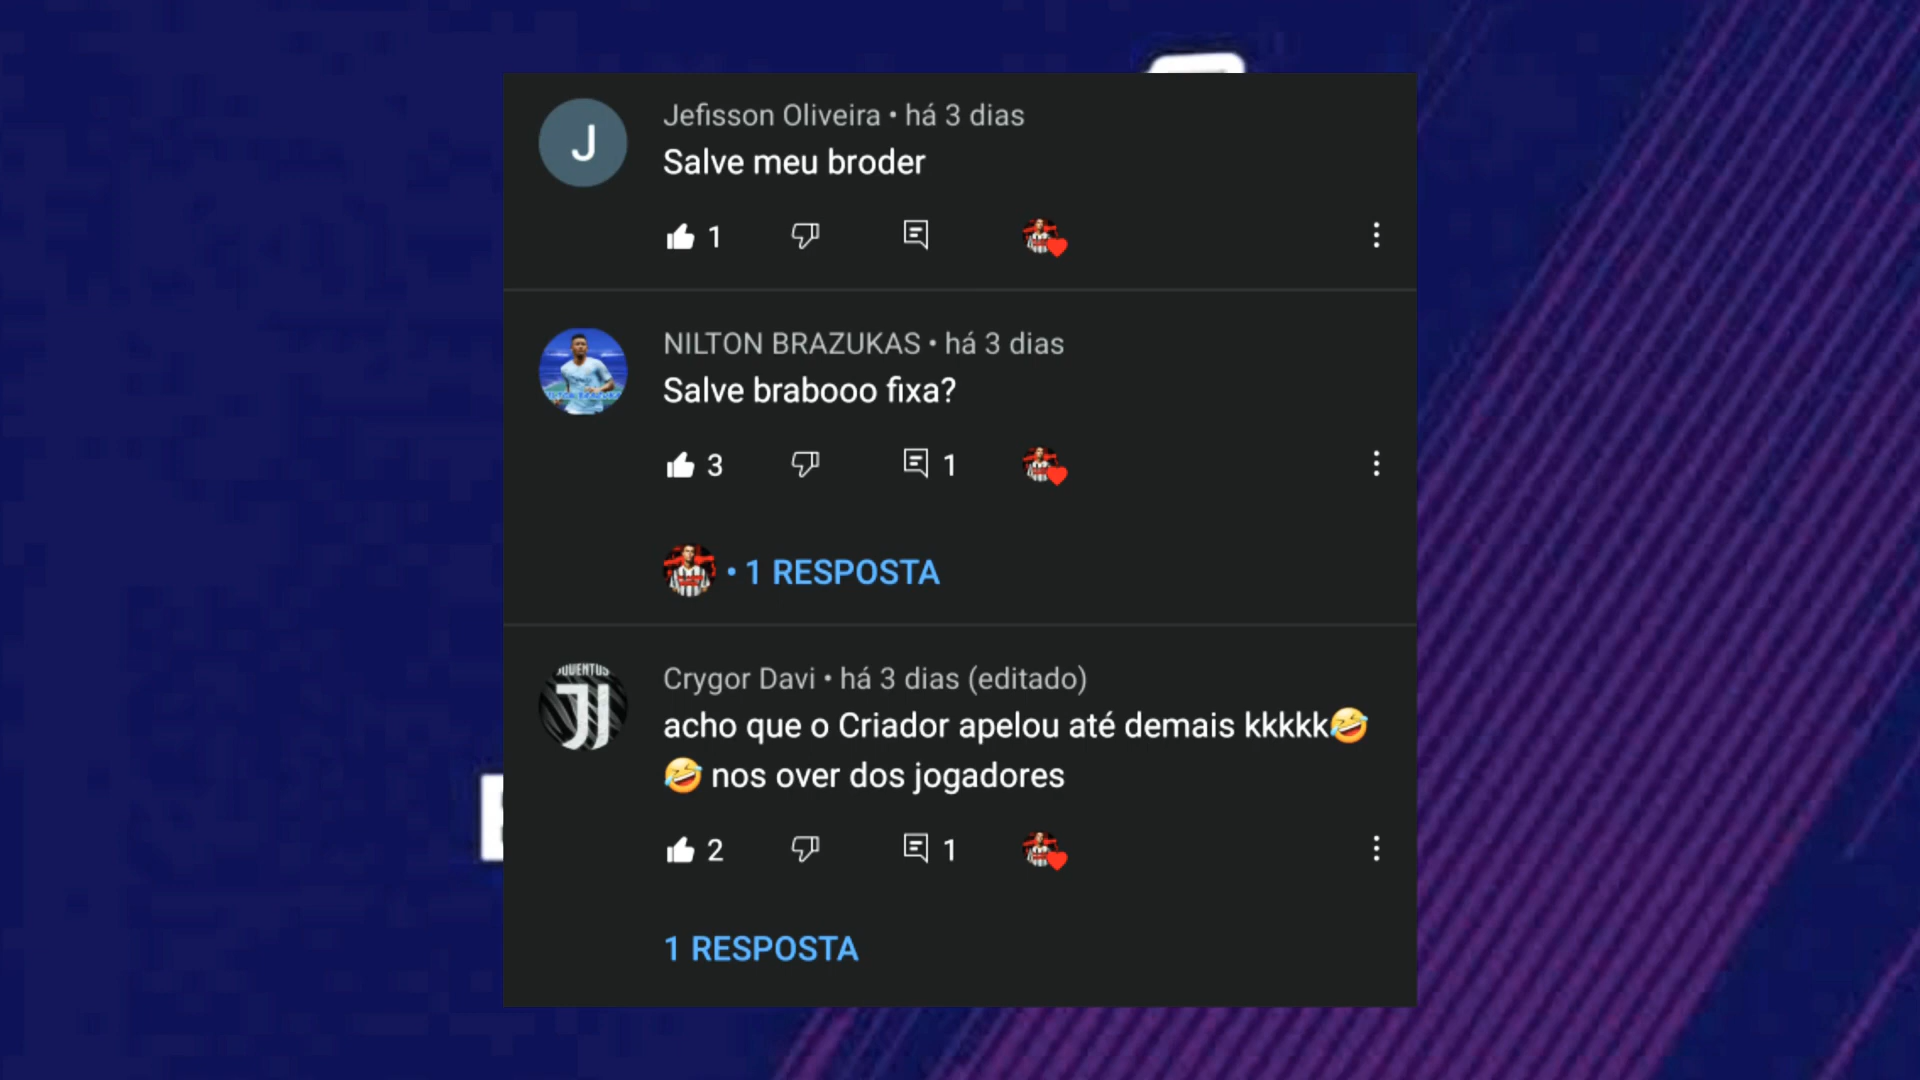 Jefisson Oliveira • há 3 dias
Salve meu broder
1
NILTON BRAZUKAS • há 3 dias
Salve brabooo fixa?
3 1
• 1 RESPOSTA
JUVENTUS
Crygor Davi • há 3 dias (editado)
acho que o Criador apelou até demais kkkkk🤣
🤣 nos over dos jogadores
2 1
1 RESPOSTA
J